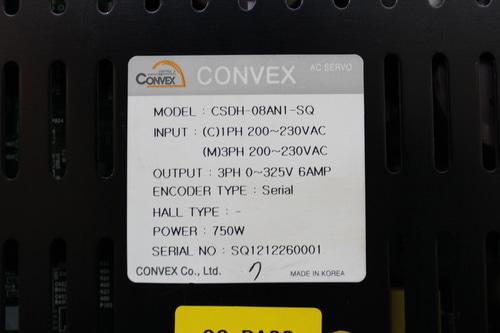 CONVEX
CONVEX
AC SERVO
MODEL : CSDH-08AN1-SQ
INPUT : (C)1PH 200~230VAC
(M)3PH 200~230VAC
OUTPUT : 3PH 0~325V 6AMP
ENCODER TYPE : Serial
HALL TYPE : -
POWER : 750W
SERIAL NO : SQ1212260001
CONVEX Co., Ltd.
7
MADE IN KOREA